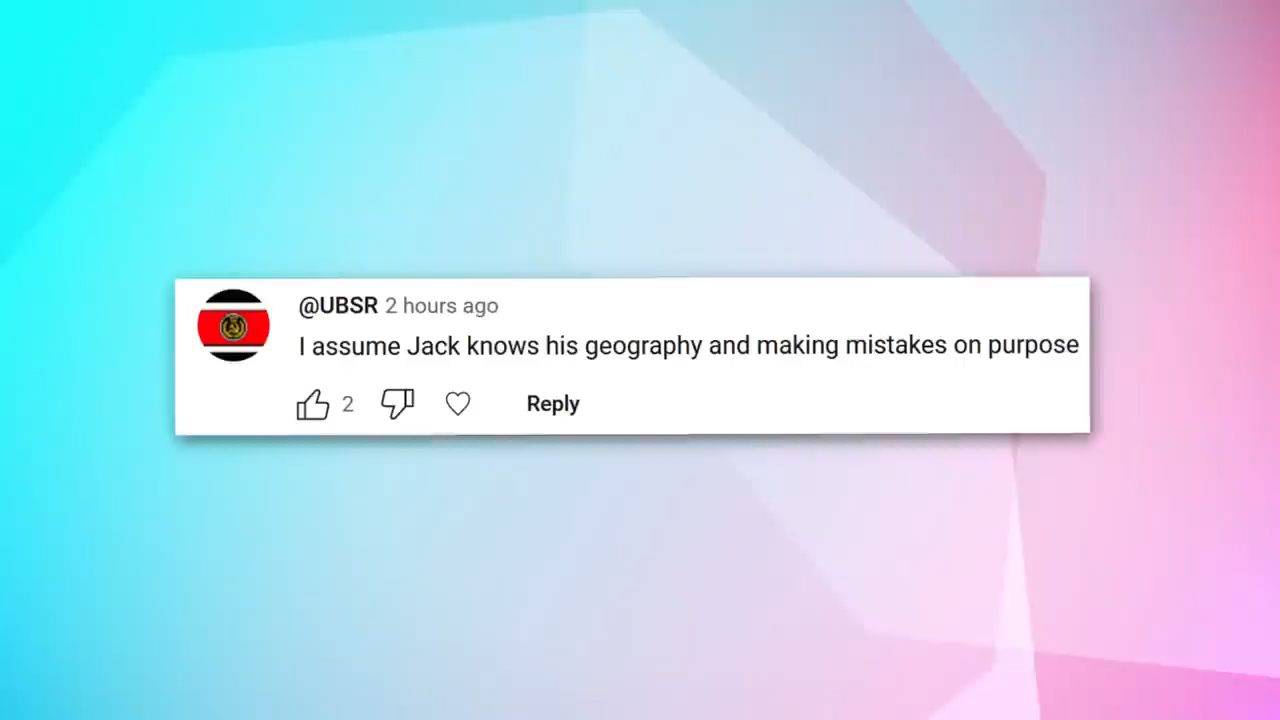 @UBSR 2 hours ago
I assume Jack knows his geography and making mistakes on purpose
2 Reply